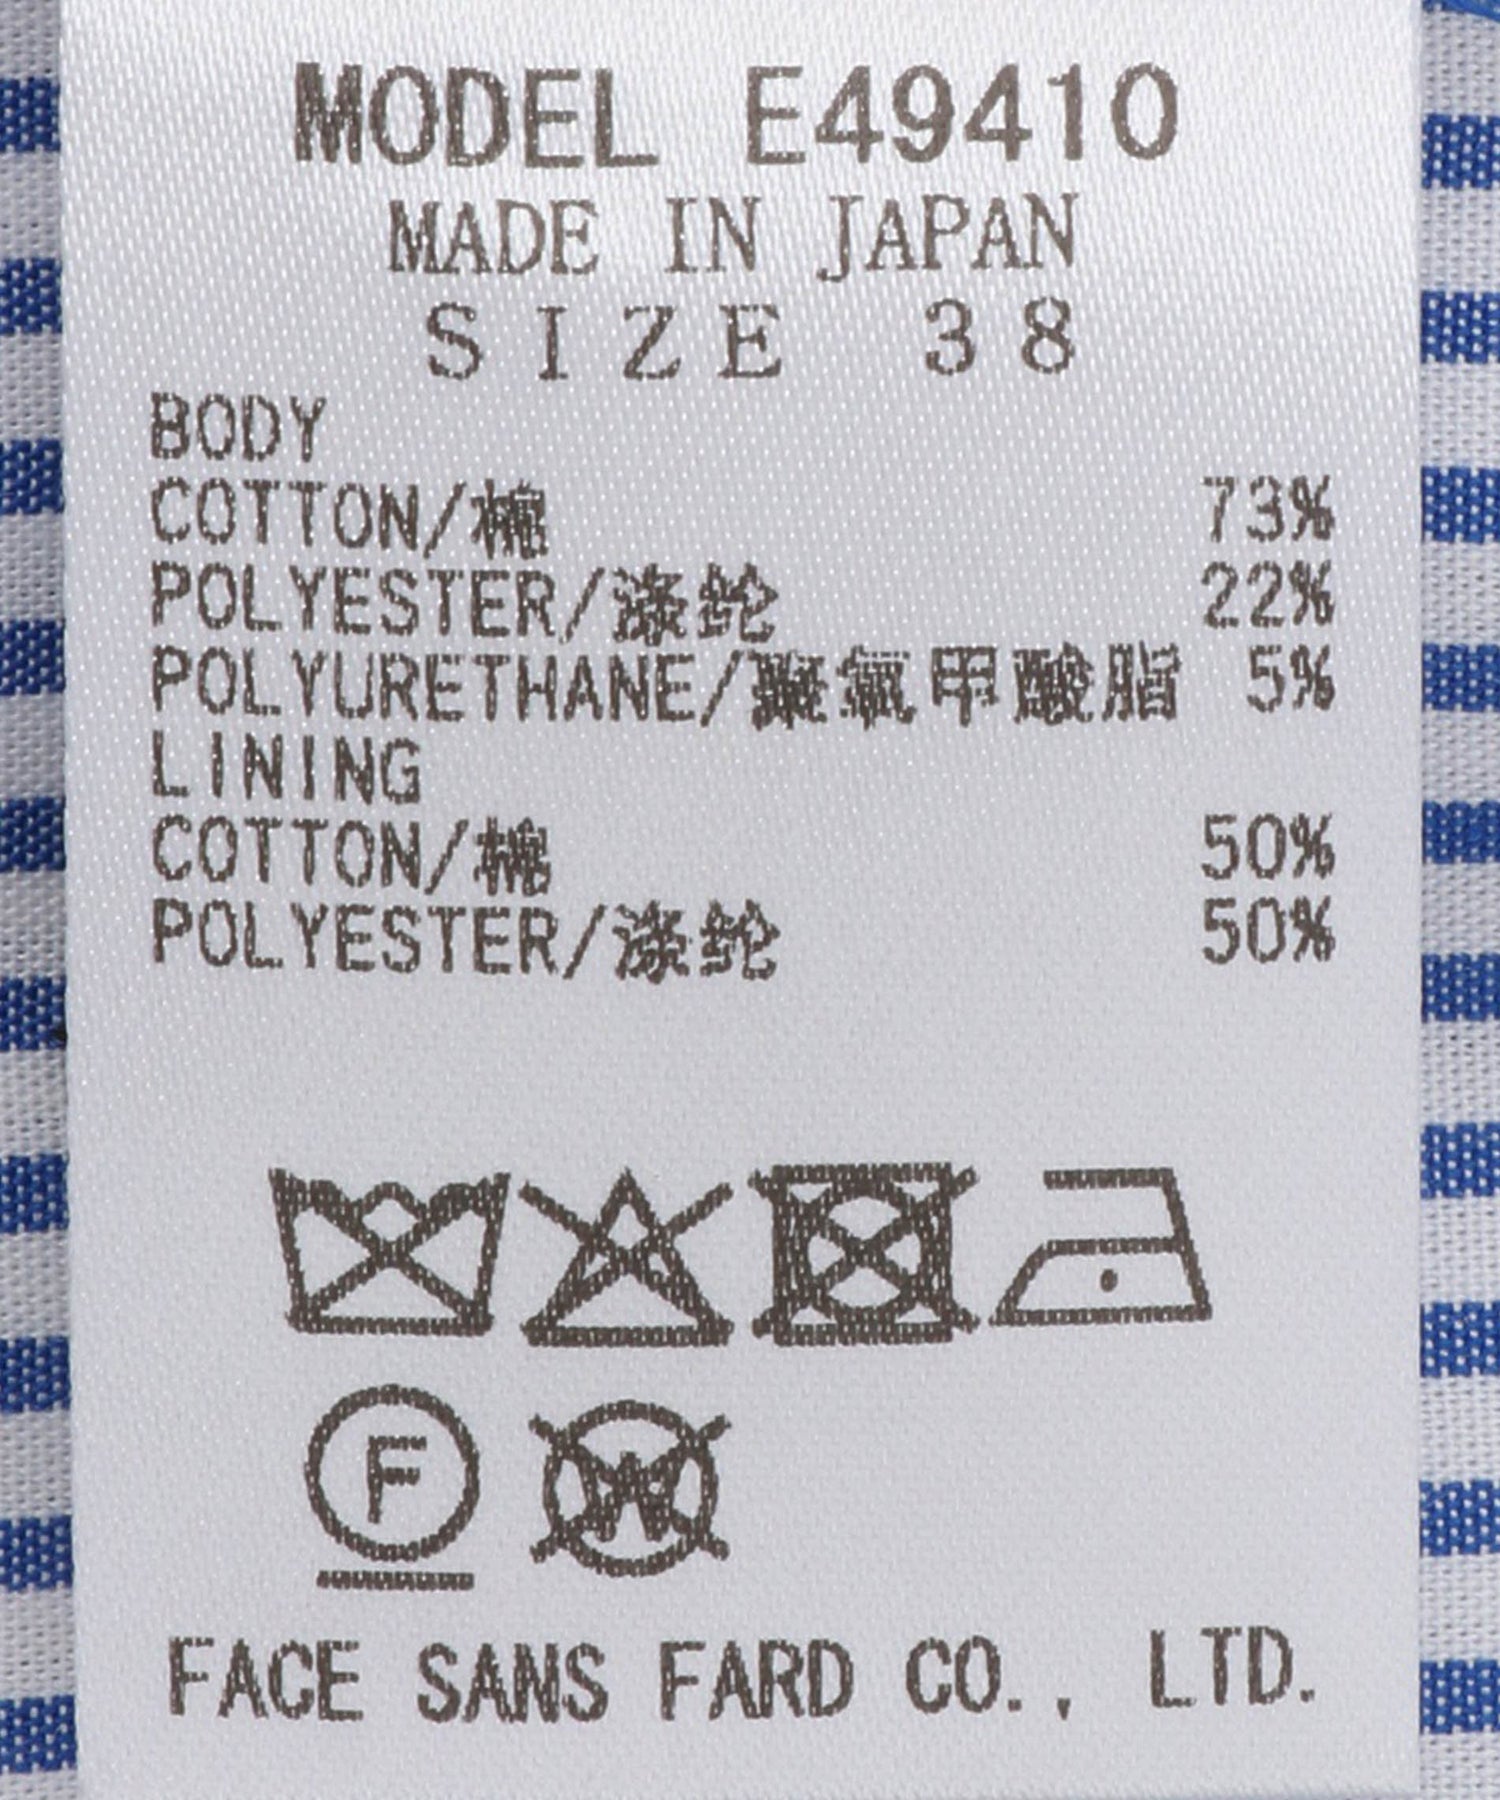 MODEL E49410
MADE IN JAPAN
SIZE 38
BODY
COTTON/棉 73%
POLYESTER/涤纶 22%
POLYURETHANE/聚氨甲酸脂 5%
LINING
COTTON/棉 50%
POLYESTER/涤纶 50%
F W
FACE SANS FARD CO., LTD.